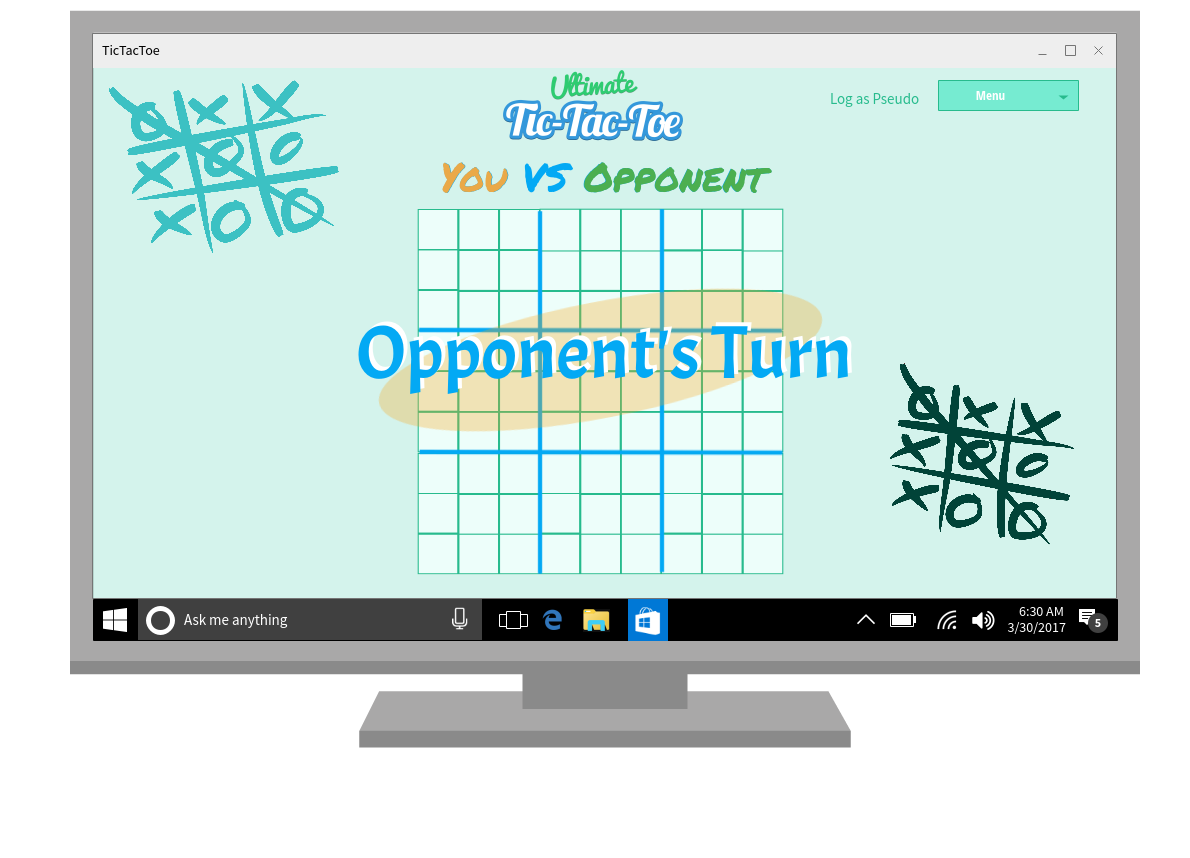 TicTacToe
Ultimate
Tic-Tac-Toe
Log as Pseudo
Menu
You VS Opponent
Opponent's Turn
Ask me anything
6:30 AM
3/30/2017
5